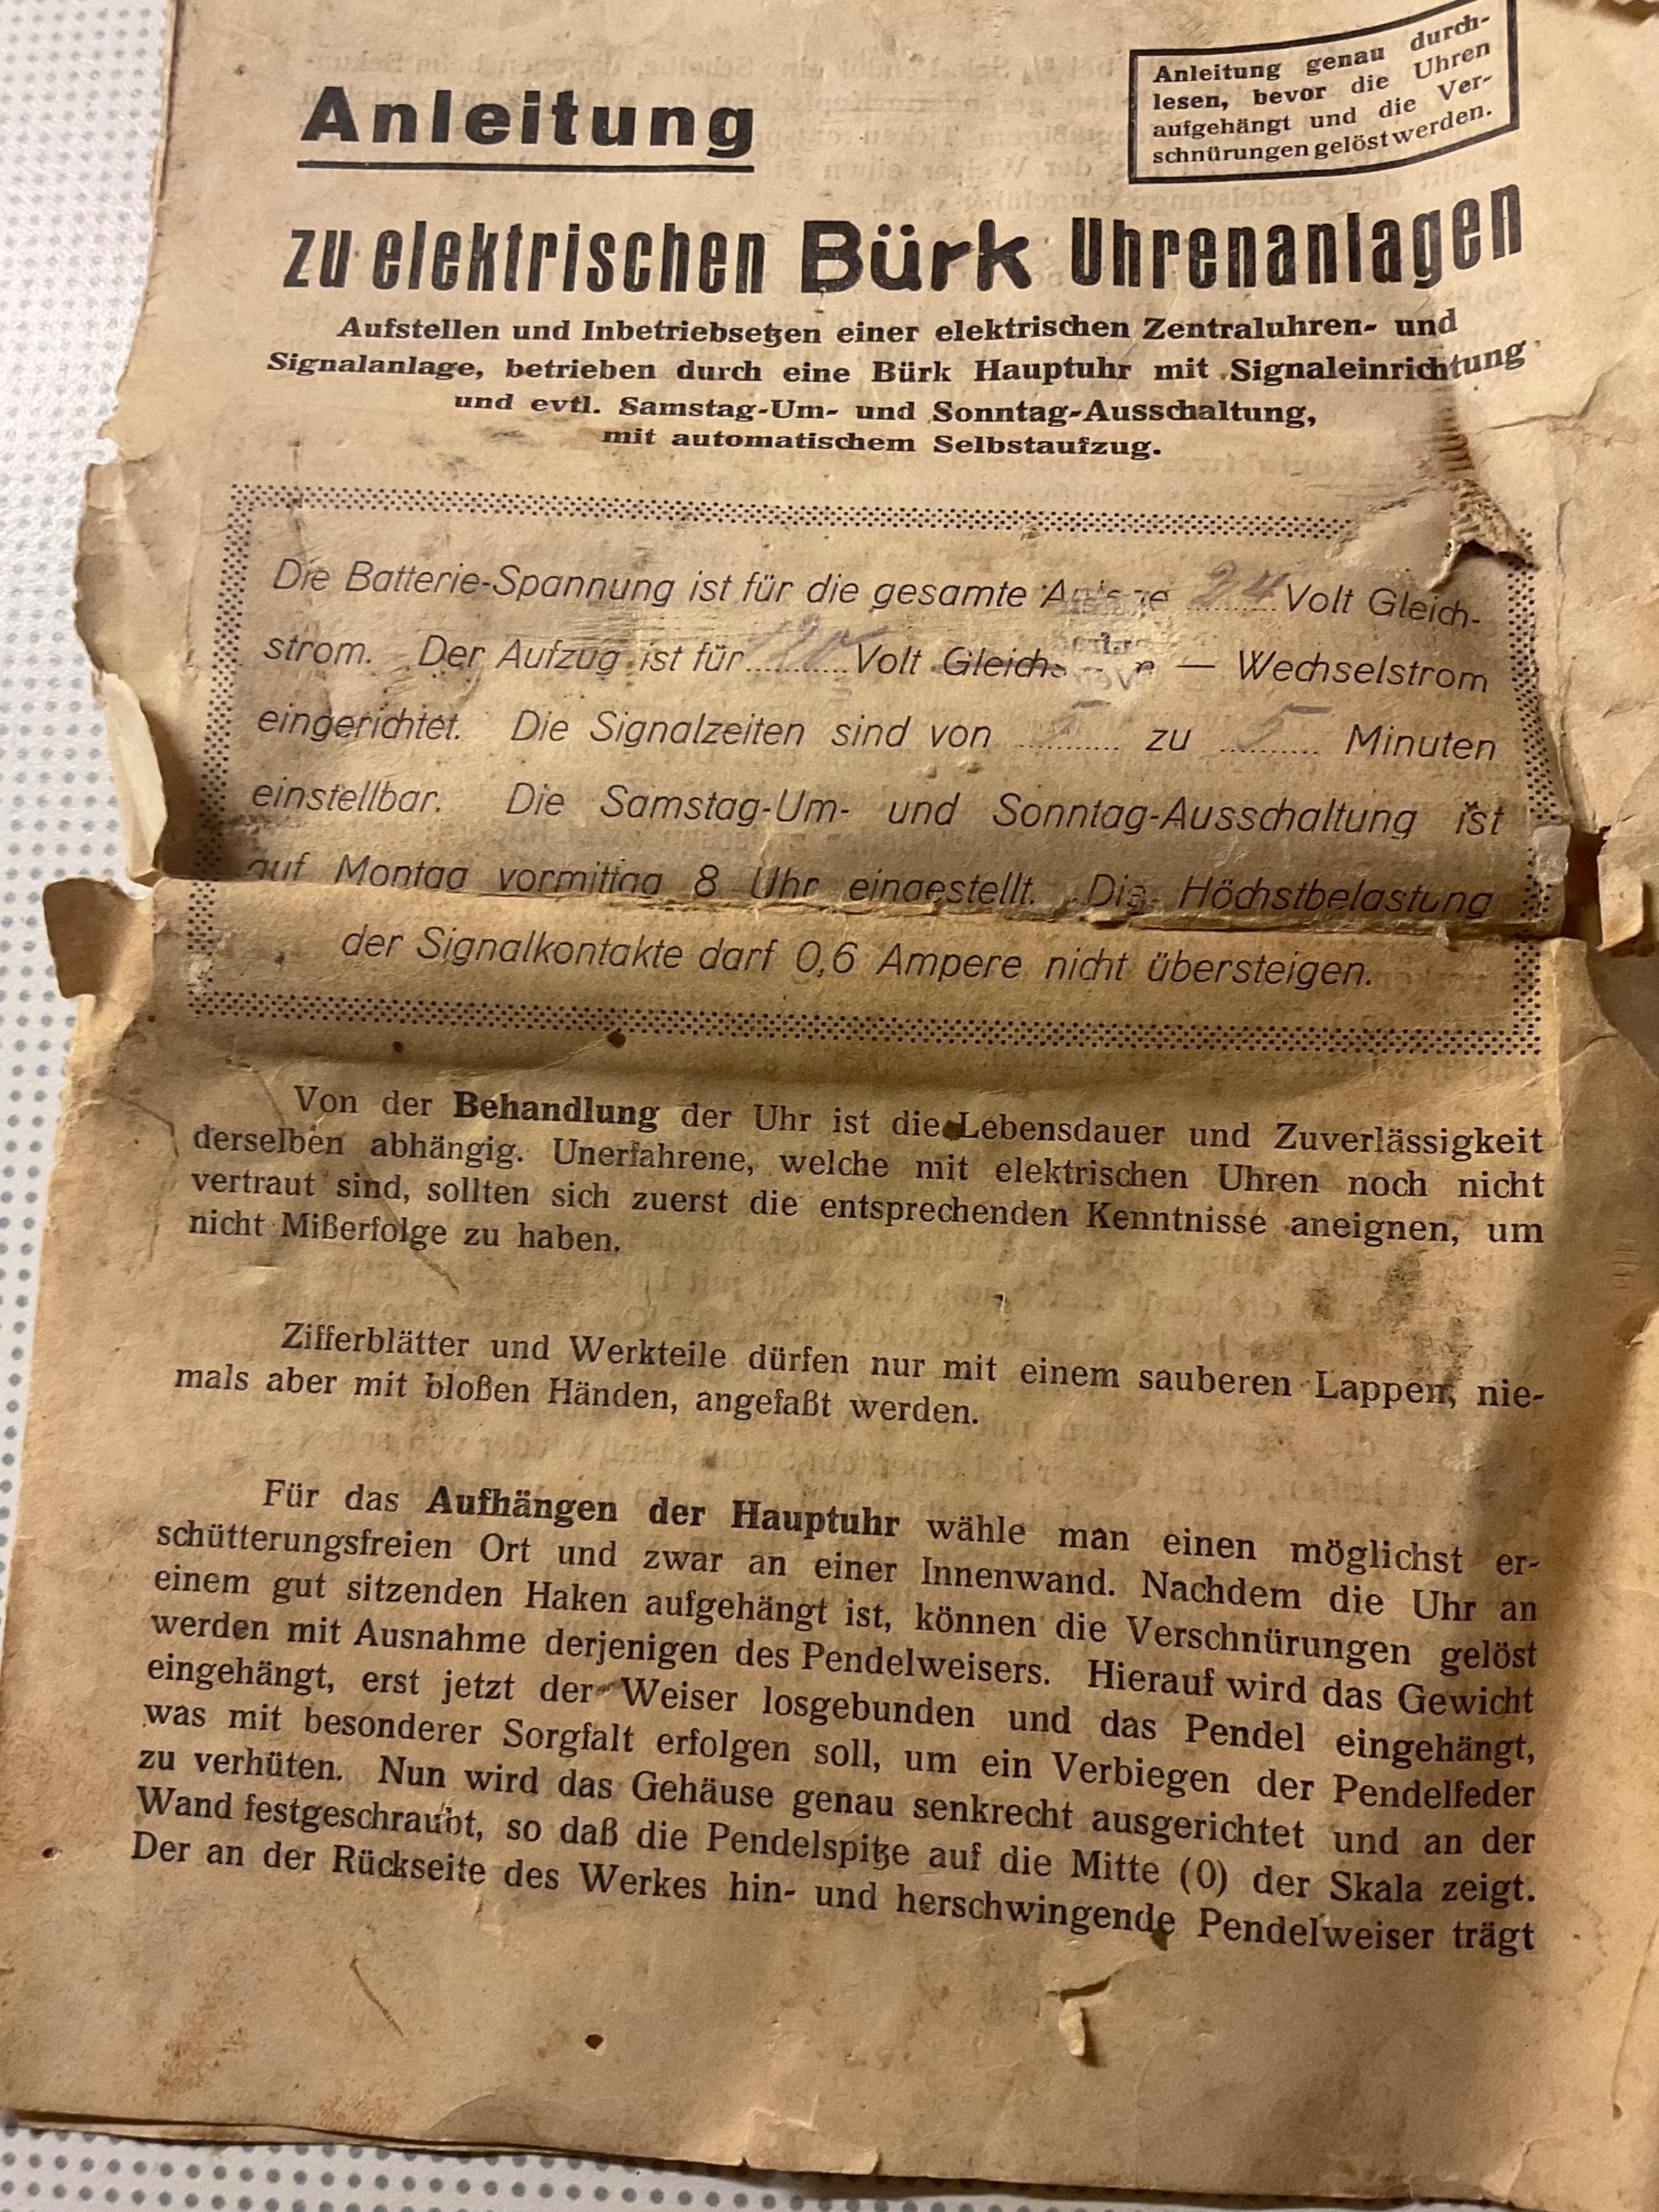 Anleitung
Anleitung genau durch-
lesen, bevor die Uhren
aufgehängt und die Ver-
schnürungen gelöst werden.
zu elektrischen Bürk Uhrenanlagen
Aufstellen und Inbetriebsetzen einer elektrischen Zentraluhren- und
Signalanlage, betrieben durch eine Bürk Hauptuhr mit Signaleinrichtung
und evtl. Samstag-Um- und Sonntag-Ausschaltung,
mit automatischem Selbstaufzug.
Die Batterie-Spannung ist für die gesamte Anlage 24 Volt Gleich-
strom. Der Aufzug ist für Volt — Wechselstrom
eingerichtet. Die Signalzeiten sind von 5 zu 5 Minuten
einstellbar. Die Samstag-Um- und Sonntag-Ausschaltung ist
auf Montag vormittag 8 Uhr eingestellt. Die Höchstbelastung
der Signalkontakte darf 0,6 Ampere nicht übersteigen.
Von der Behandlung der Uhr ist die Lebensdauer und Zuverlässigkeit
derselben abhängig. Unerfahrene, welche mit elektrischen Uhren noch nicht
vertraut sind, sollten sich zuerst die entsprechenden Kenntnisse aneignen, um
nicht Mißerfolge zu haben.
Zifferblätter und Werkteile dürfen nur mit einem sauberen Lappen, nie-
mals aber mit bloßen Händen, angefaßt werden.
Für das Aufhängen der Hauptuhr wähle man einen möglichst er-
schütterungsfreien Ort und zwar an einer Innenwand. Nachdem die Uhr an
einem gut sitzenden Haken aufgehängt ist, können die Verschnürungen gelöst
werden mit Ausnahme derjenigen des Pendelweisers. Hierauf wird das Gewicht
eingehängt, erst jetzt der Weiser losgebunden und das Pendel eingehängt,
was mit besonderer Sorgfalt erfolgen soll, um ein Verbiegen der Pendelfeder
zu verhüten. Nun wird das Gehäuse genau senkrecht ausgerichtet und an der
Wand festgeschraubt, so daß die Pendelspitze auf die Mitte (0) der Skala zeigt.
Der an der Rückseite des Werkes hin- und herschwingende Pendelweiser trägt